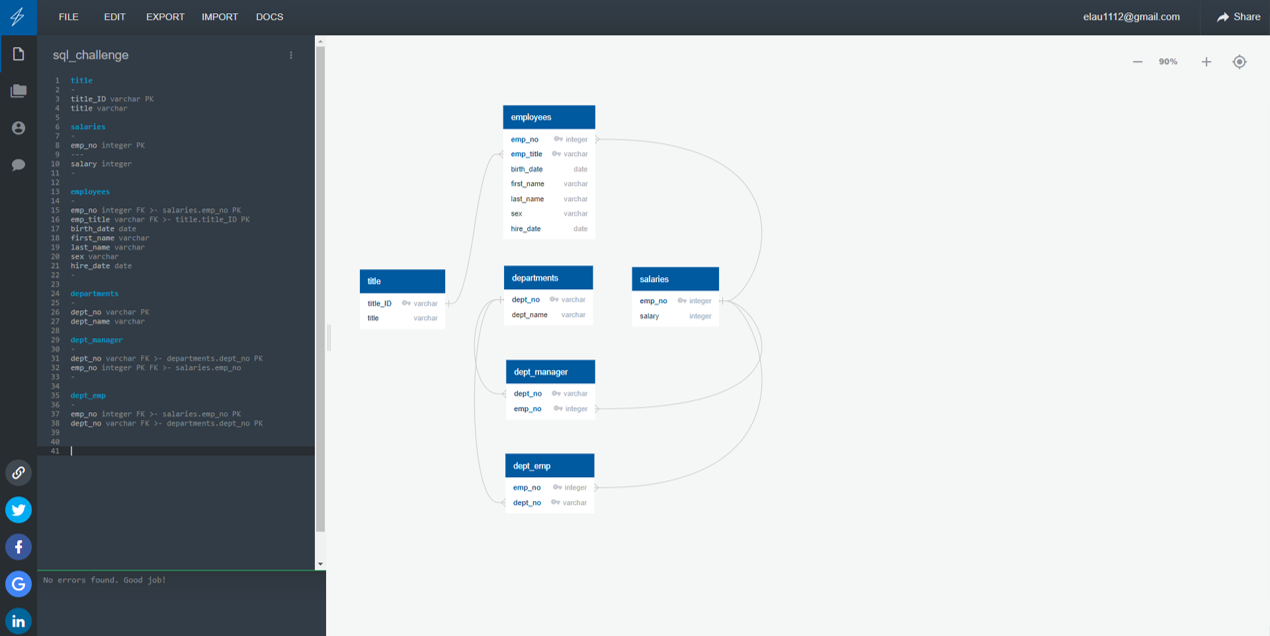 FILE EDIT EXPORT IMPORT DOCS elau1112@gmail.com Share
sql_challenge
1 title
2 -
3 title_ID varchar PK
4 title varchar
5
6 salaries
7 -
8 emp_no integer PK
9 ---
10 salary integer
11 -
12
13 employees
14 -
15 emp_no integer FK >- salaries.emp_no PK
16 emp_title varchar FK >- title.title_ID PK
17 birth_date date
18 first_name varchar
19 last_name varchar
20 sex varchar
21 hire_date date
22 -
23
24 departments
25 -
26 dept_no varchar PK
27 dept_name varchar
28
29 dept_manager
30 -
31 dept_no varchar FK >- departments.dept_no PK
32 emp_no integer PK FK >- salaries.emp_no
33 -
34
35 dept_emp
36 -
37 emp_no integer FK >- salaries.emp_no PK
38 dept_no varchar FK >- departments.dept_no PK
39
40
41
No errors found. Good job!
90%
employees
emp_no integer
emp_title varchar
birth_date date
first_name varchar
last_name varchar
sex varchar
hire_date date
title
title_ID varchar
title varchar
departments
dept_no varchar
dept_name varchar
salaries
emp_no integer
salary integer
dept_manager
dept_no varchar
emp_no integer
dept_emp
emp_no integer
dept_no varchar